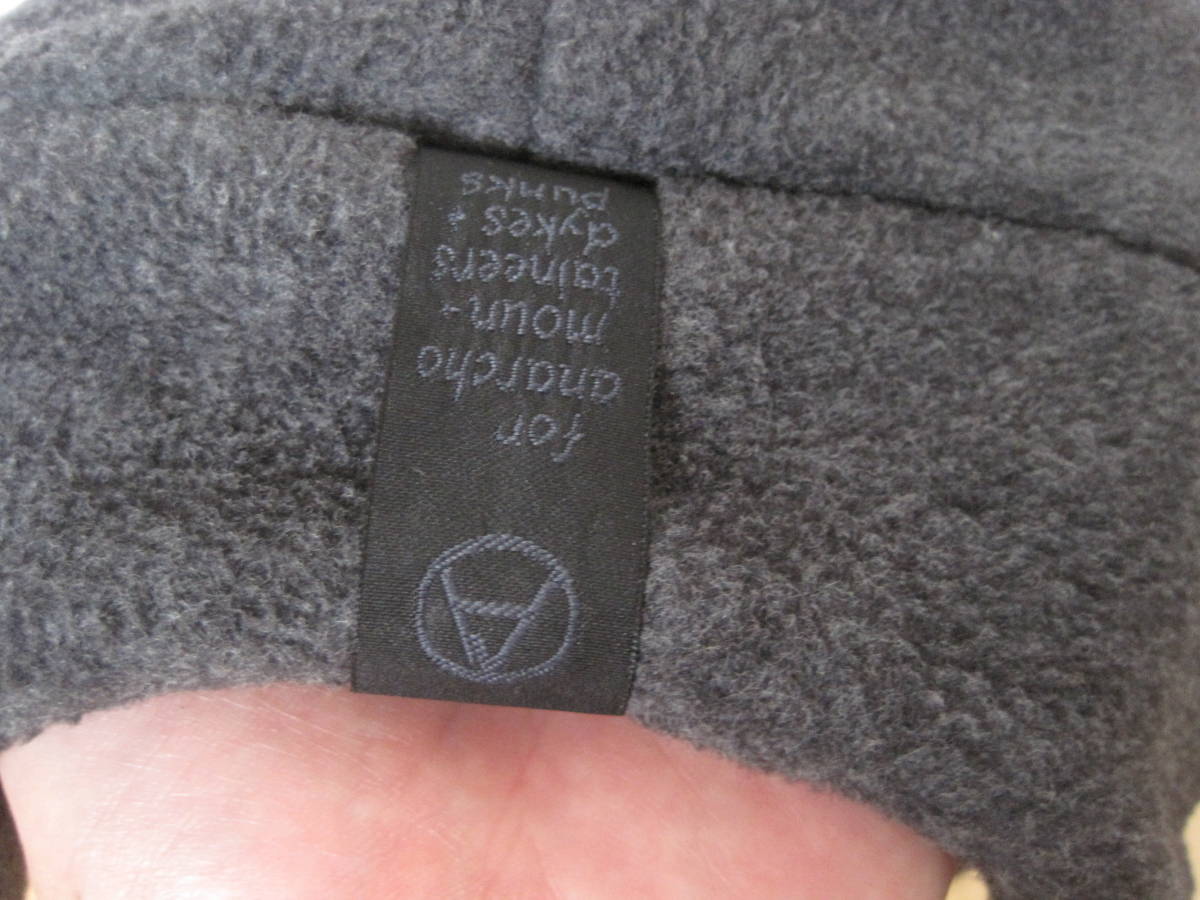 for
anarcho
moun-
taineers
dykes +
punks